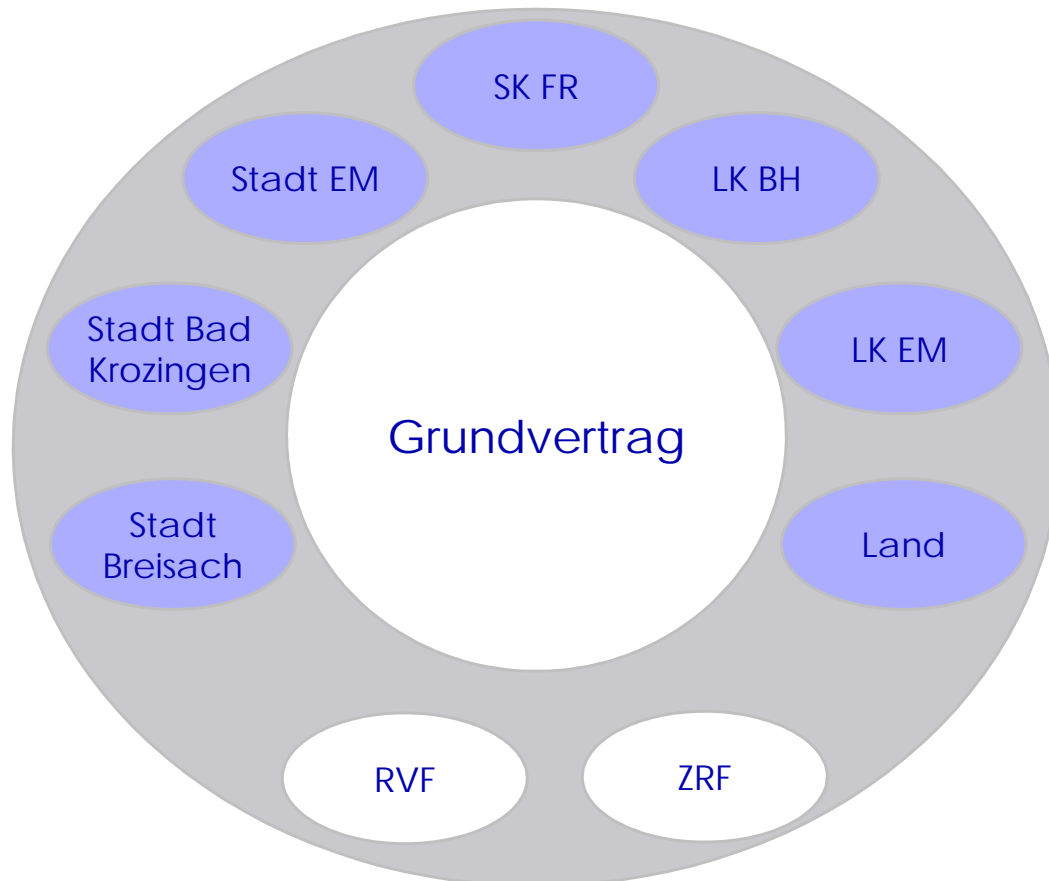 SK FR
Stadt EM
LK BH
Stadt Bad
Krozingen
LK EM
Grundvertrag
Stadt
Breisach
Land
RVF
ZRF